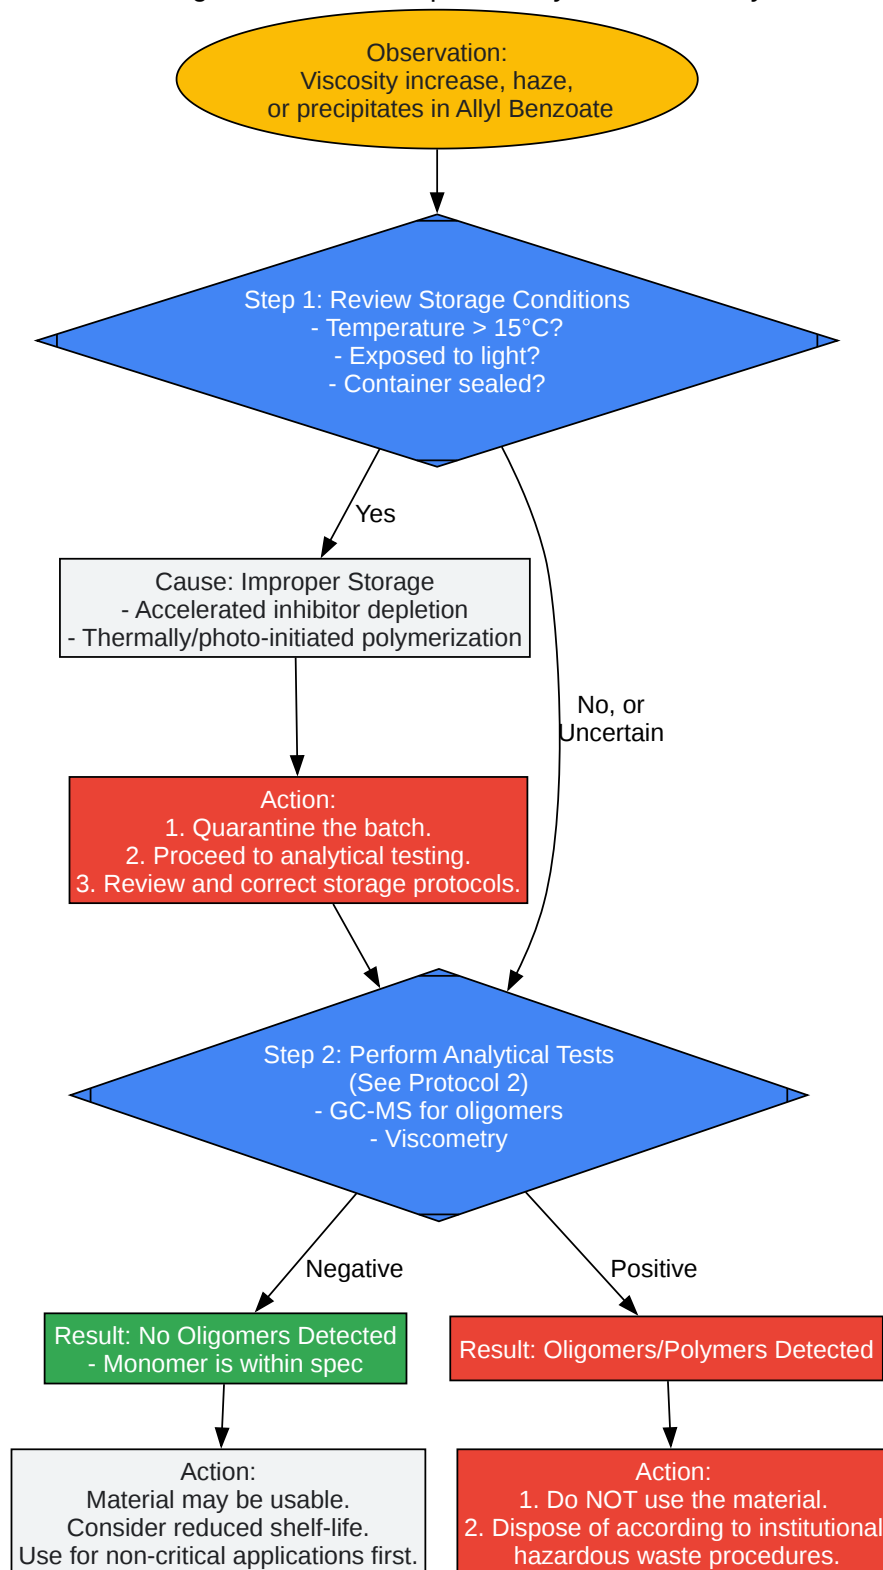 Observation:
Viscosity increase, haze,
or precipitates in Allyl Benzoate
Step 1: Review Storage Conditions
- Temperature > 15°C?
- Exposed to light?
- Container sealed?
Yes
Cause: Improper Storage
- Accelerated inhibitor depletion
- Thermally/photo-initiated polymerization
No, or
Uncertain
Action:
1. Quarantine the batch.
2. Proceed to analytical testing.
3. Review and correct storage protocols.
Step 2: Perform Analytical Tests
(See Protocol 2)
- GC-MS for oligomers
- Viscometry
Negative
Positive
Result: No Oligomers Detected
- Monomer is within spec
Result: Oligomers/Polymers Detected
Action:
Material may be usable.
Consider reduced shelf-life.
Use for non-critical applications first.
Action:
1. Do NOT use the material.
2. Dispose of according to institutional
hazardous waste procedures.